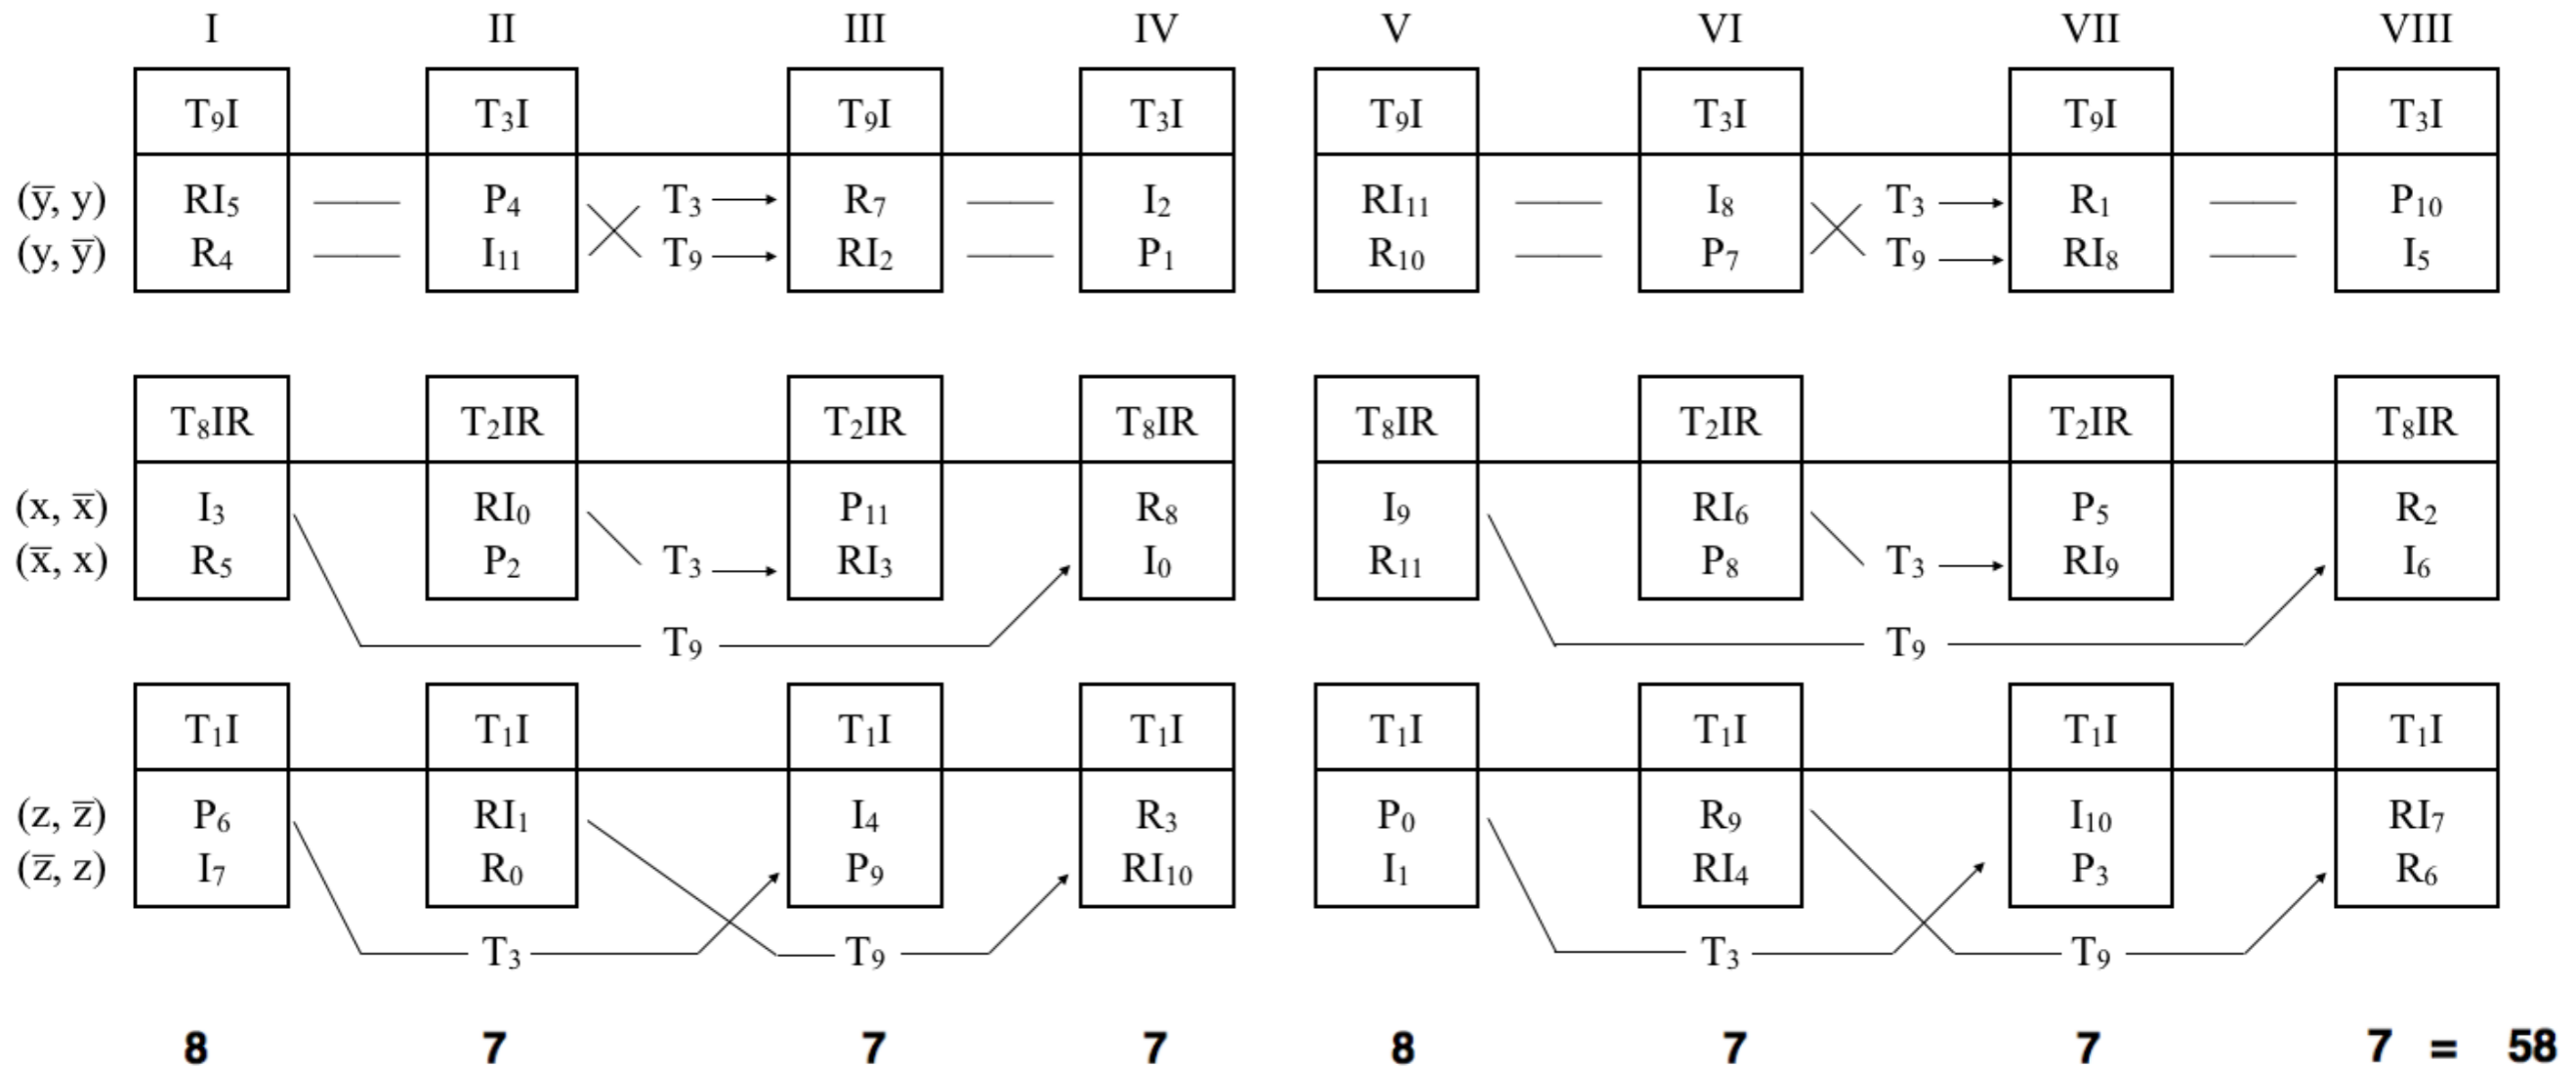 I II III IV V VI VII VIII
T₉I T₃I T₉I T₃I T₉I T₃I T₉I T₃I
(y̅, y) RI₅ P₄ T₃ R₇ I₂ RI₁₁ I₈ T₃ R₁ P₁₀
(y, y̅) R₄ I₁₁ T₉ RI₂ P₁ R₁₀ P₇ T₉ RI₈ I₅
T₈IR T₂IR T₂IR T₈IR T₈IR T₂IR T₂IR T₈IR
(x, x̅) I₃ RI₀ P₁₁ R₈ I₉ RI₆ P₅ R₂
(x̅, x) R₅ P₂ T₃ RI₃ I₀ R₁₁ P�8 T₃ RI₉ I₆
T₉ T₉
T₁I T₁I T₁I T₁I T₁I T₁I T₁I T₁I
(z, z̅) P₆ RI₁ I₄ R₃ P₀ R₉ I₁₀ RI₇
(z̅, z) I₇ R₀ P₉ RI₁₀ I₁ RI₄ P₃ R₆
T₃ T₉ T₃ T₉
8 7 7 7 8 7 7 7 = 58